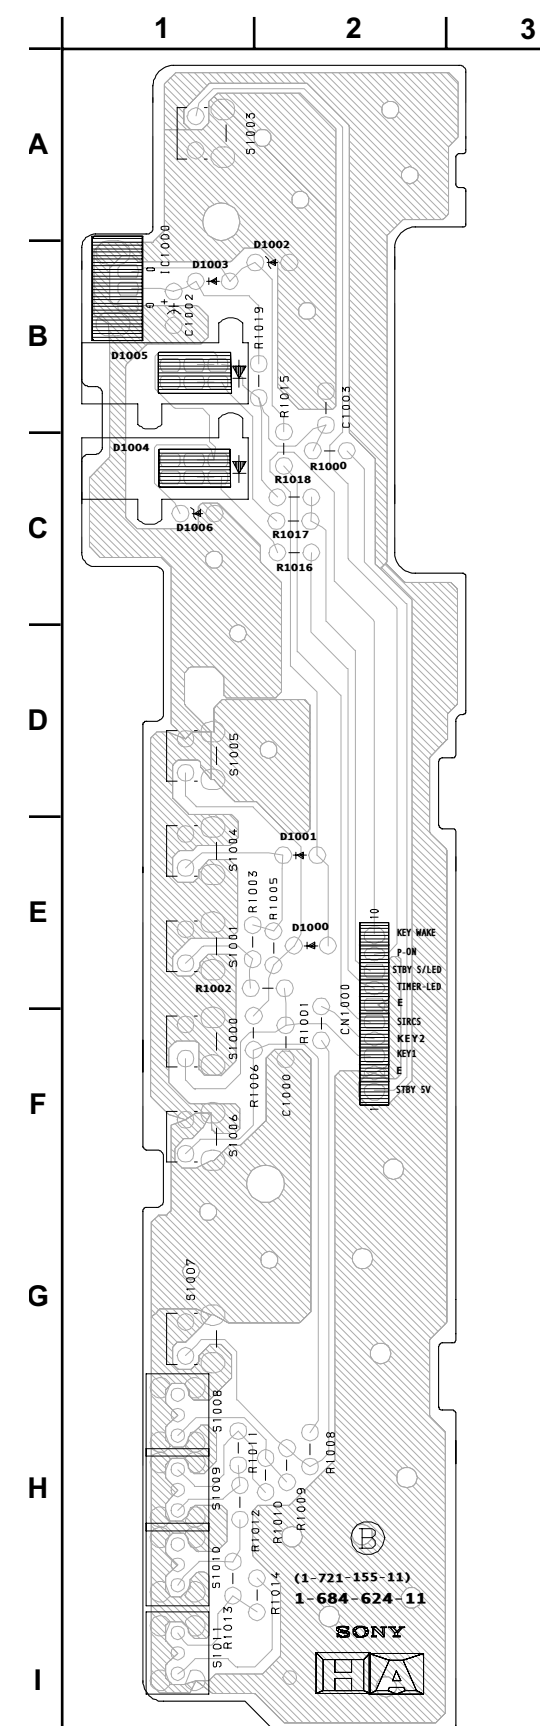 1 2 3
A
S1003
IC1000
D1002
D1003
C1002
B
R1019
D1005
R1015
C1003
D1004
R1000
R1018
C
D1006
R1017
R1016
D
S1005
S1004
D1001
R1003
R1005
E
10
D1000
KEY WAKE
P-ON
S1001
STBY S/LED
R1002
TIMER-LED
E
CN1000
SIRCS
S1000
R1001
KEY2
KEY1
R1006
C1000
E
F
STBY 5V
1
S1006
G
S1007
S1008
R1011
R1008
S1009
H
R1010
R1009
R1012
B
S1010
(1-721-155-11)
R1014
1-684-624-11
R1013
SONY
S1011
I
HA